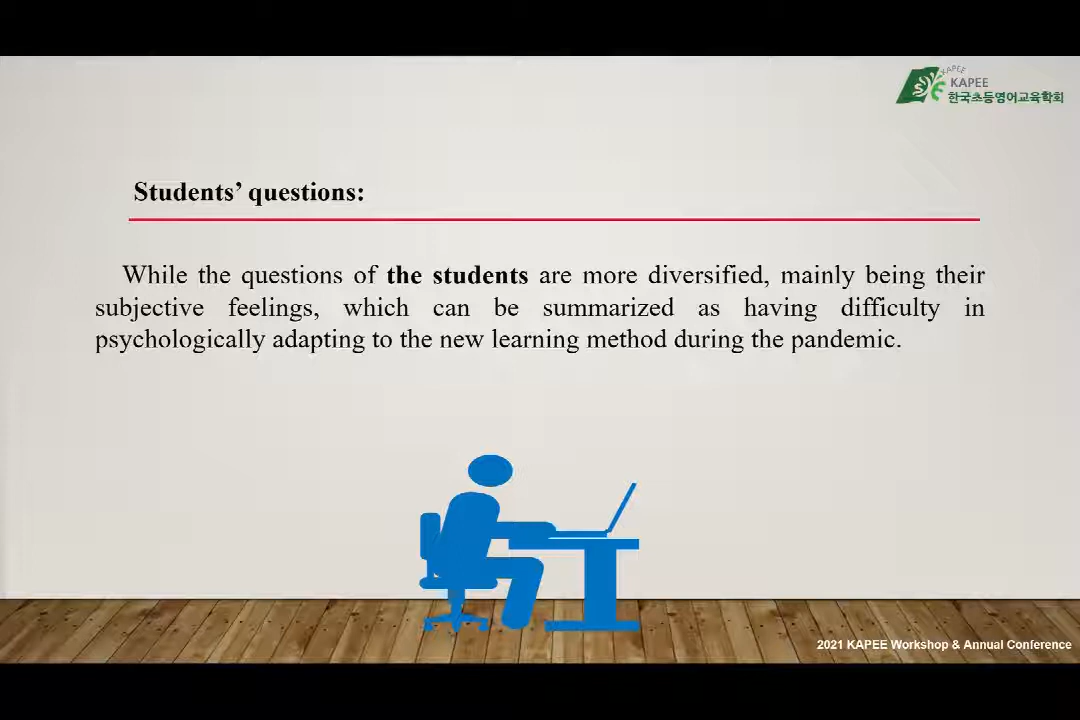 KAPEE
KAPEE
한국초등영어교육학회
Students’ questions:
While the questions of the students are more diversified, mainly being their
subjective feelings, which can be summarized as having difficulty in
psychologically adapting to the new learning method during the pandemic.
2021 KAPEE Workshop & Annual Conference